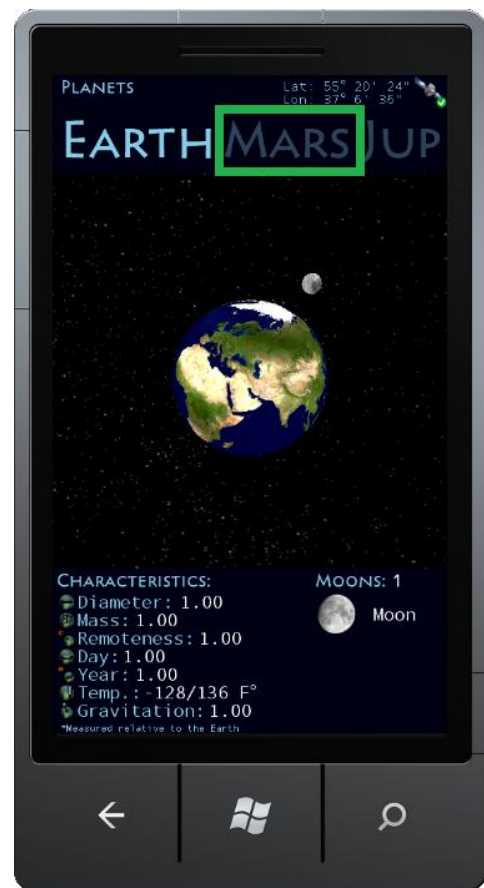 PLANETS
Lat: 55° 20' 24"
Lon: 37° 6' 36"
EARTH MARS JUP
CHARACTERISTICS:
Diameter: 1.00
Mass: 1.00
Remoteness: 1.00
Day: 1.00
Year: 1.00
Temp.: -128/136 F°
Gravitation: 1.00
*Measured relative to the Earth
MOONS: 1
Moon